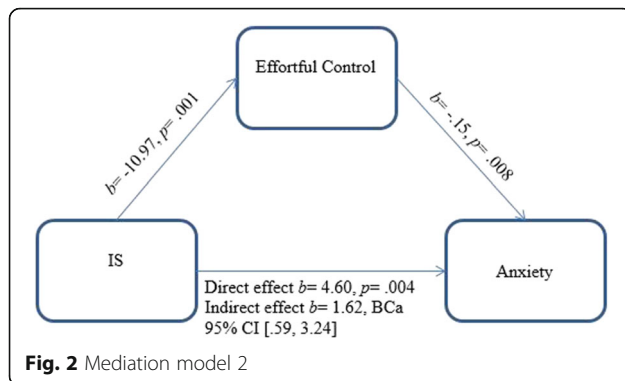 Effortful Control
b= -10.97, p= .001
b= -.15, p= .008
IS
Anxiety
Direct effect b= 4.60, p= .004
Indirect effect b= 1.62, BCa
95% CI [.59, 3.24]
Fig. 2 Mediation model 2